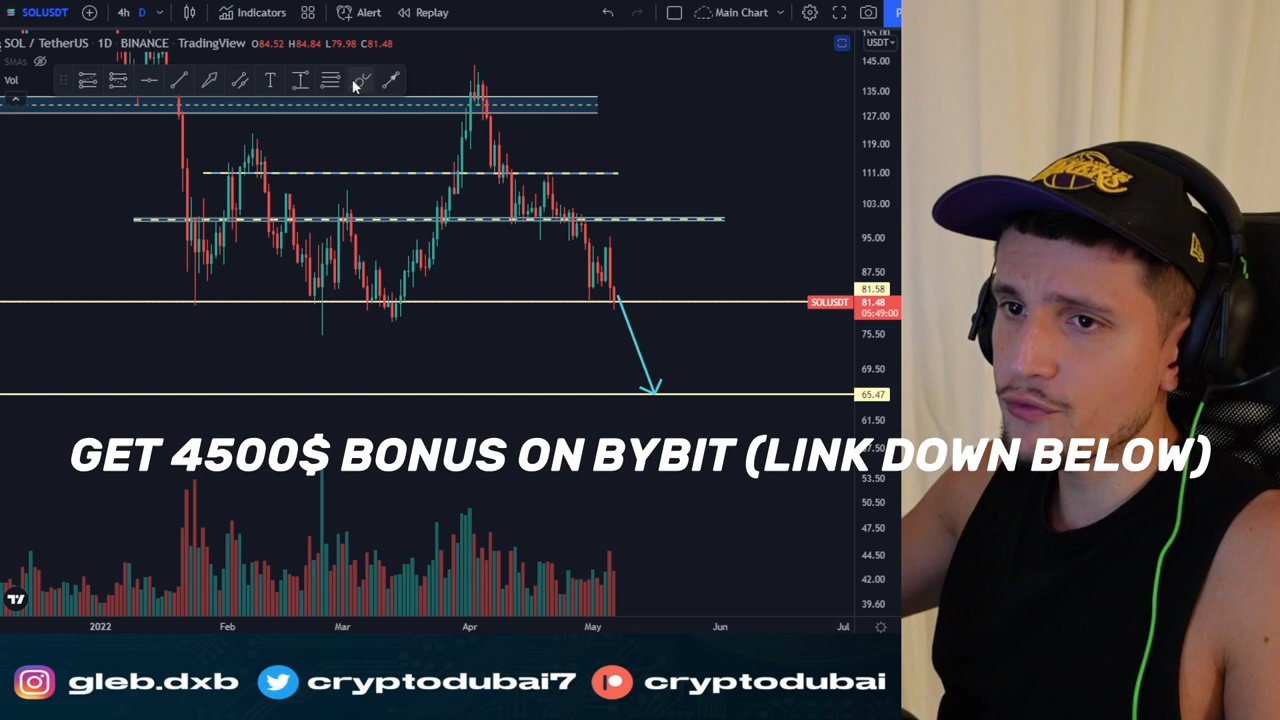 SOLUSDT
4h D
Indicators
Alert
Replay
Main Chart
SOL / TetherUS · 1D · BINANCE · TradingView O84.52 H84.84 L79.98 C81.48
USDT
SMAs
Vol
155.00
145.00
135.00
127.00
119.00
111.00
103.00
95.00
87.50
81.58
SOLUSDT 81.48
05:49:00
75.50
69.50
65.47
61.50
GET 4500$ BONUS ON BYBIT (LINK DOWN BELOW)
LAKERS
53.50
50.50
47.50
44.50
42.00
39.60
2022 Feb Mar Apr May Jun Jul
gleb.dxb cryptodubai7 cryptodubai